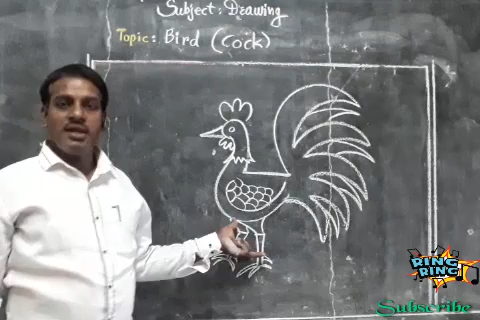 Subject: Drawing
Topic: Bird (Cock)
RING
RING
Subscribe